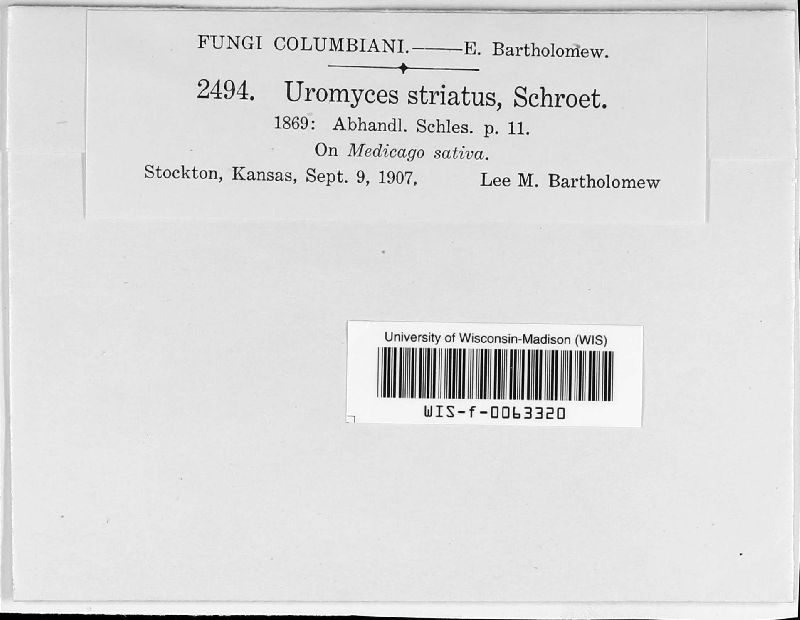 FUNGI COLUMBIANI.——E. Bartholomew.
2494. Uromyces striatus, Schroet.
1869: Abhandl. Schles. p. 11.
On Medicago sativa.
Stockton, Kansas, Sept. 9, 1907, Lee M. Bartholomew
University of Wisconsin-Madison (WIS)
WIS-f-0063320